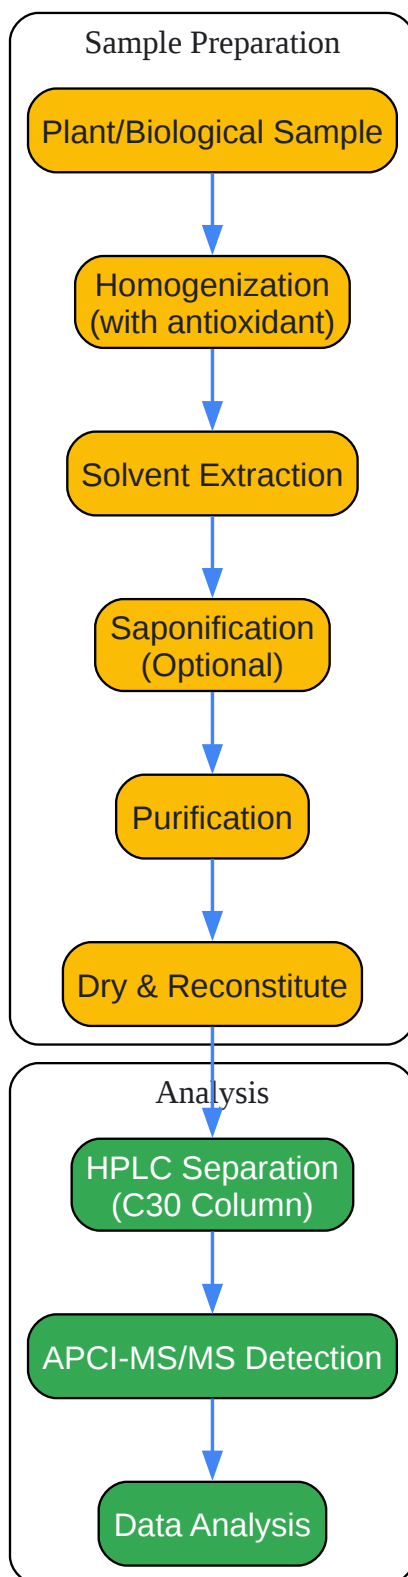 Sample Preparation
Plant/Biological Sample
Homogenization
(with antioxidant)
Solvent Extraction
Saponification
(Optional)
Purification
Dry & Reconstitute
Analysis
HPLC Separation
(C30 Column)
APCI-MS/MS Detection
Data Analysis